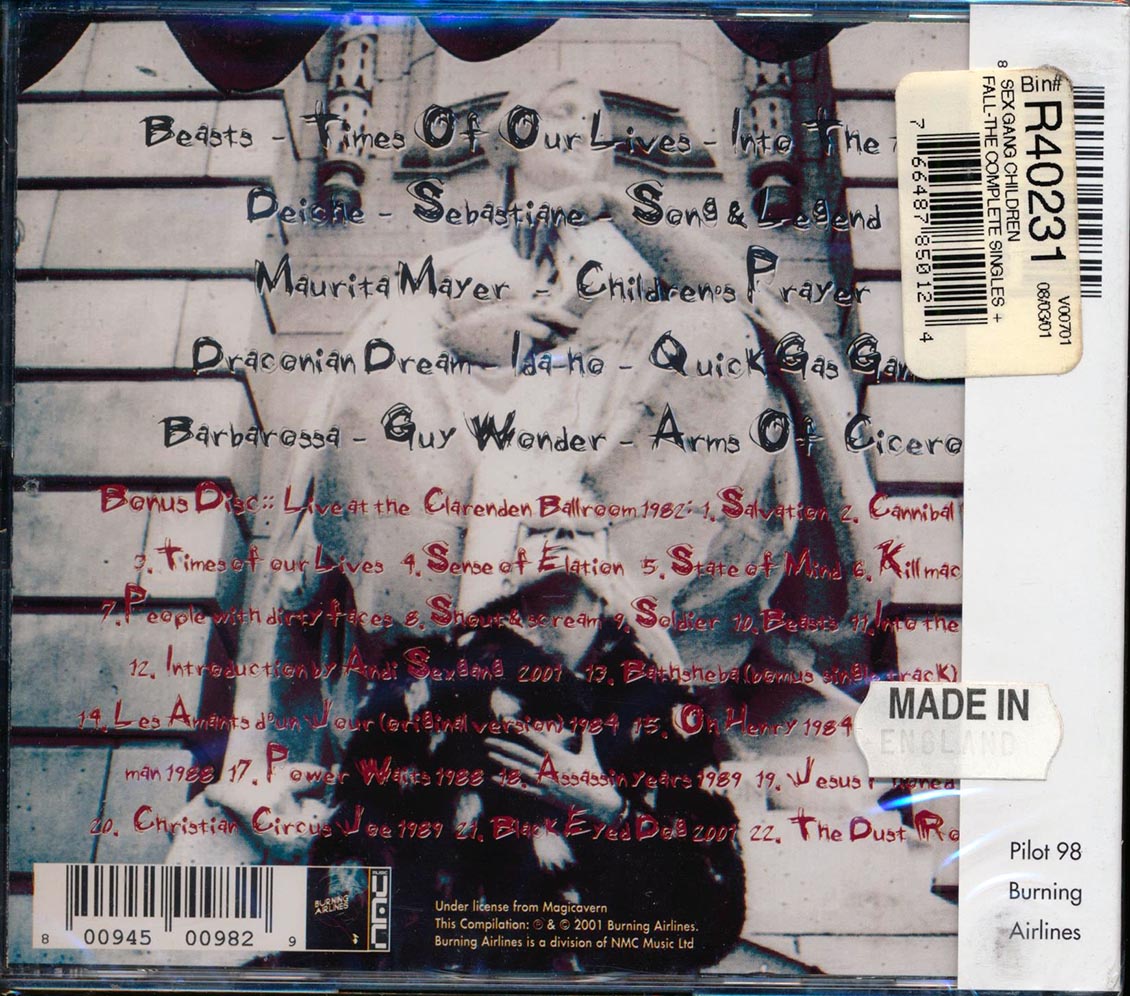 Beasts - Times Of Our Lives - Into The
Deiche - Sebastiane - Song & Legend
Maurita Mayer - Children's Prayer
Draconian Dream - Ida-ho - Quick Gas Gan
Barbarossa - Guy Wonder - Arms Of Cicero
Bonus Disc:: Live at the Clarenden Ballroom 1982: 1. Salvation 2. Cannibal
3. Times of our Lives 4. Sense of Elation 5. State of Mind 6. Kill mac
7. People with dirty faces 8. Shout & scream 9. Soldier 10. Beasts 11. Into the
12. Introduction by Andi Sexgang 2001 13. Bathsheba (bonus single track)
14. Les Amants d'un Jour (original version) 1984 15. Oh Henry 1984
man 1988 17. Power Waits 1988 18. Assassin years 1989 19. Jesus
20. Christian Circus Joe 1989 21. Black Eyed Dog 2001 22. The Dust Ro
8 00945 00982 9
BURNING AIRLINES
MUSIC
Under license from Magicavern
This Compilation: ℗ & © 2001 Burning Airlines.
Burning Airlines is a division of NMC Music Ltd
8
Bin# R40231
V00701
08/03/01
SEX GANG CHILDREN
FALL-THE COMPLETE SINGLES +
7 66487 85012 4
MADE IN
ENGLAND
Pilot 98
Burning
Airlines